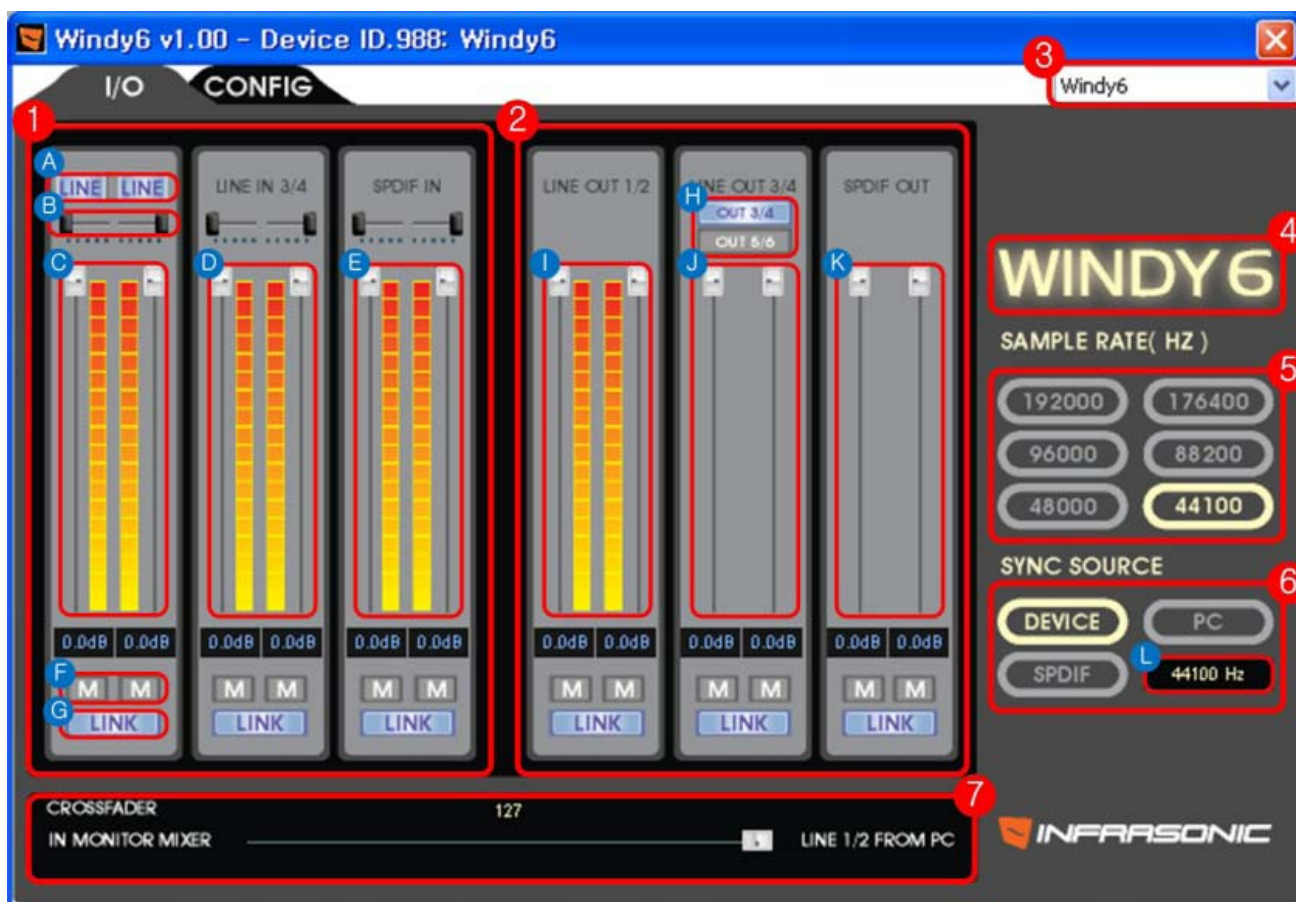 Windy6 v1.00 - Device ID.988: Windy6
I/O CONFIG
3
Windy6
1
2
A
LINE LINE
LINE IN 3/4
SPDIF IN
LINE OUT 1/2
LINE OUT 3/4
SPDIF OUT
B
H
OUT 3/4
OUT 5/6
C
D
E
I
J
K
4
WINDY6
SAMPLE RATE( HZ )
5
192000 176400
96000 88200
48000 44100
SYNC SOURCE
6
DEVICE PC
SPDIF
L
44100 Hz
0.0dB 0.0dB 0.0dB 0.0dB 0.0dB 0.0dB 0.0dB 0.0dB 0.0dB 0.0dB 0.0dB 0.0dB
F
M M M M M M M M M M M M
G
LINK LINK LINK LINK LINK LINK
7
CROSSFADER 127
IN MONITOR MIXER LINE 1/2 FROM PC
INFRASONIC